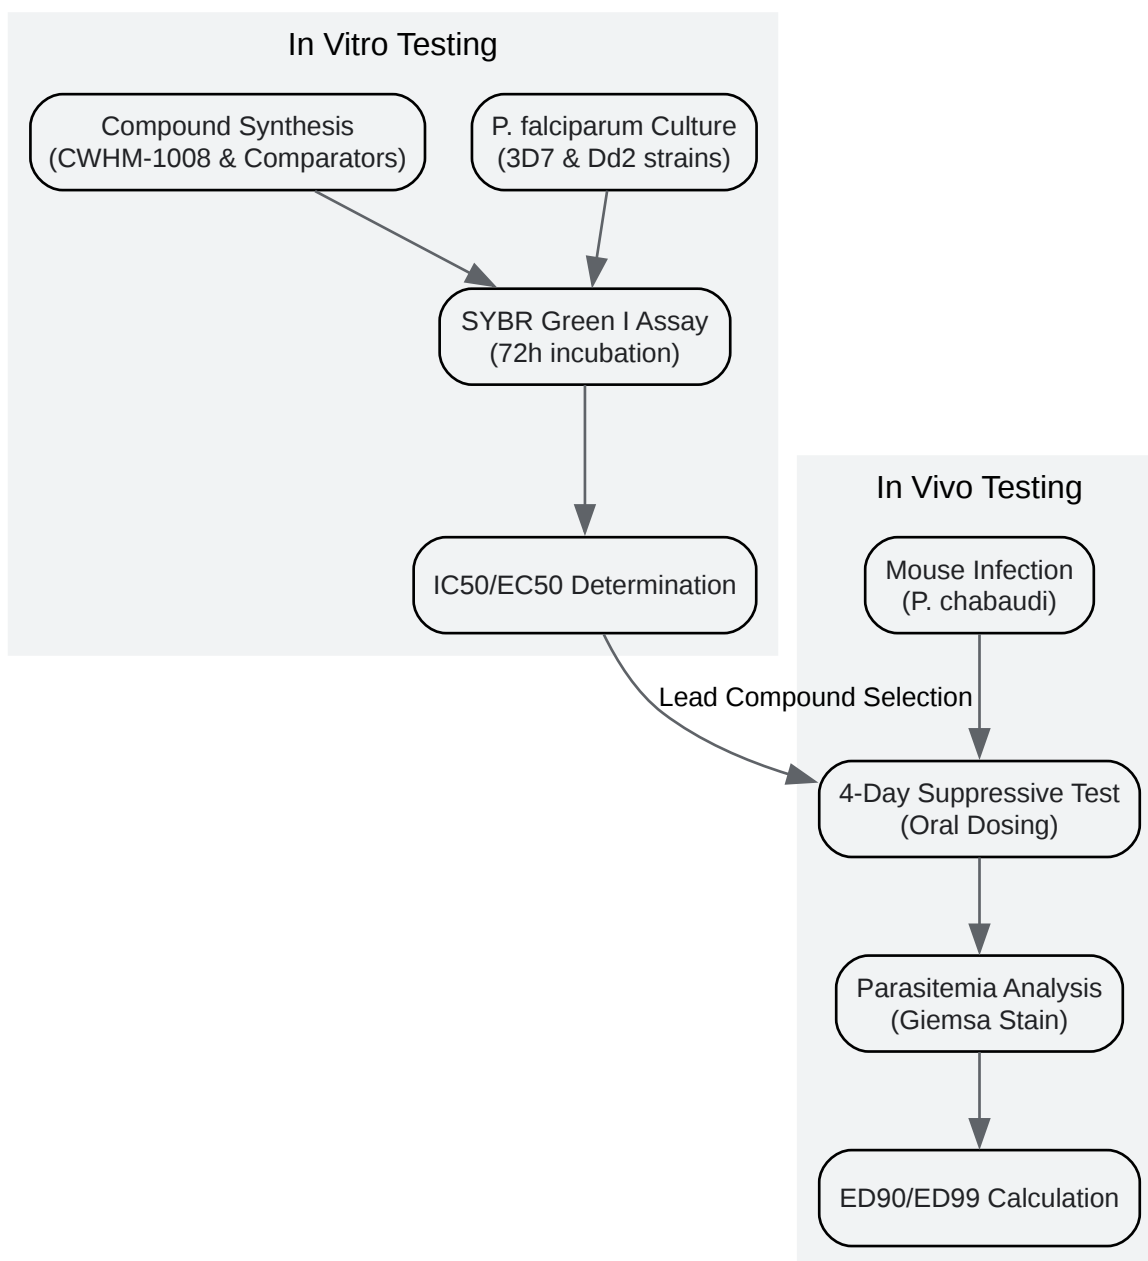 In Vitro Testing
Compound Synthesis
(CWHM-1008 & Comparators)
P. falciparum Culture
(3D7 & Dd2 strains)
SYBR Green I Assay
(72h incubation)
IC50/EC50 Determination
Lead Compound Selection
In Vivo Testing
Mouse Infection
(P. chabaudi)
4-Day Suppressive Test
(Oral Dosing)
Parasitemia Analysis
(Giemsa Stain)
ED90/ED99 Calculation